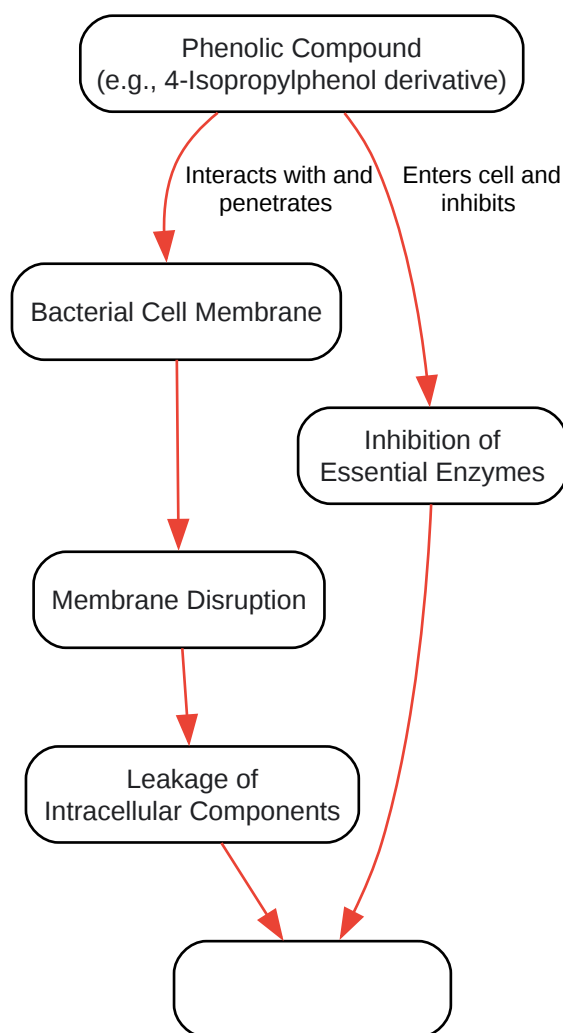 Phenolic Compound
(e.g., 4-Isopropylphenol derivative)
Interacts with and
penetrates
Enters cell and
inhibits
Bacterial Cell Membrane
Inhibition of
Essential Enzymes
Membrane Disruption
Leakage of
Intracellular Components